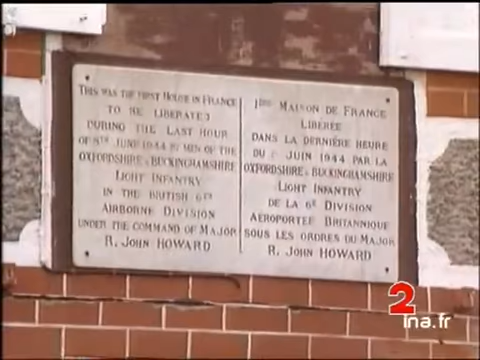 THIS WAS THE FIRST HOUSE IN FRANCE
TO BE LIBERATED
DURING THE LAST HOUR
OF 5TH JUNE 1944 BY MEN OF THE
OXFORDSHIRE & BUCKINGHAMSHIRE
LIGHT INFANTRY
IN THE BRITISH 6TH
AIRBORNE DIVISION
UNDER THE COMMAND OF MAJOR
R. JOHN HOWARD
1ÈRE MAISON DE FRANCE
LIBÉRÉE
DANS LA DERNIÈRE HEURE
DU JUIN 1944 PAR LA
OXFORDSHIRE & BUCKINGHAMSHIRE
LIGHT INFANTRY
DE LA 6E DIVISION
AÉROPORTÉE BRITANNIQUE
SOUS LES ORDRES DU MAJOR
R. JOHN HOWARD
2
ina.fr